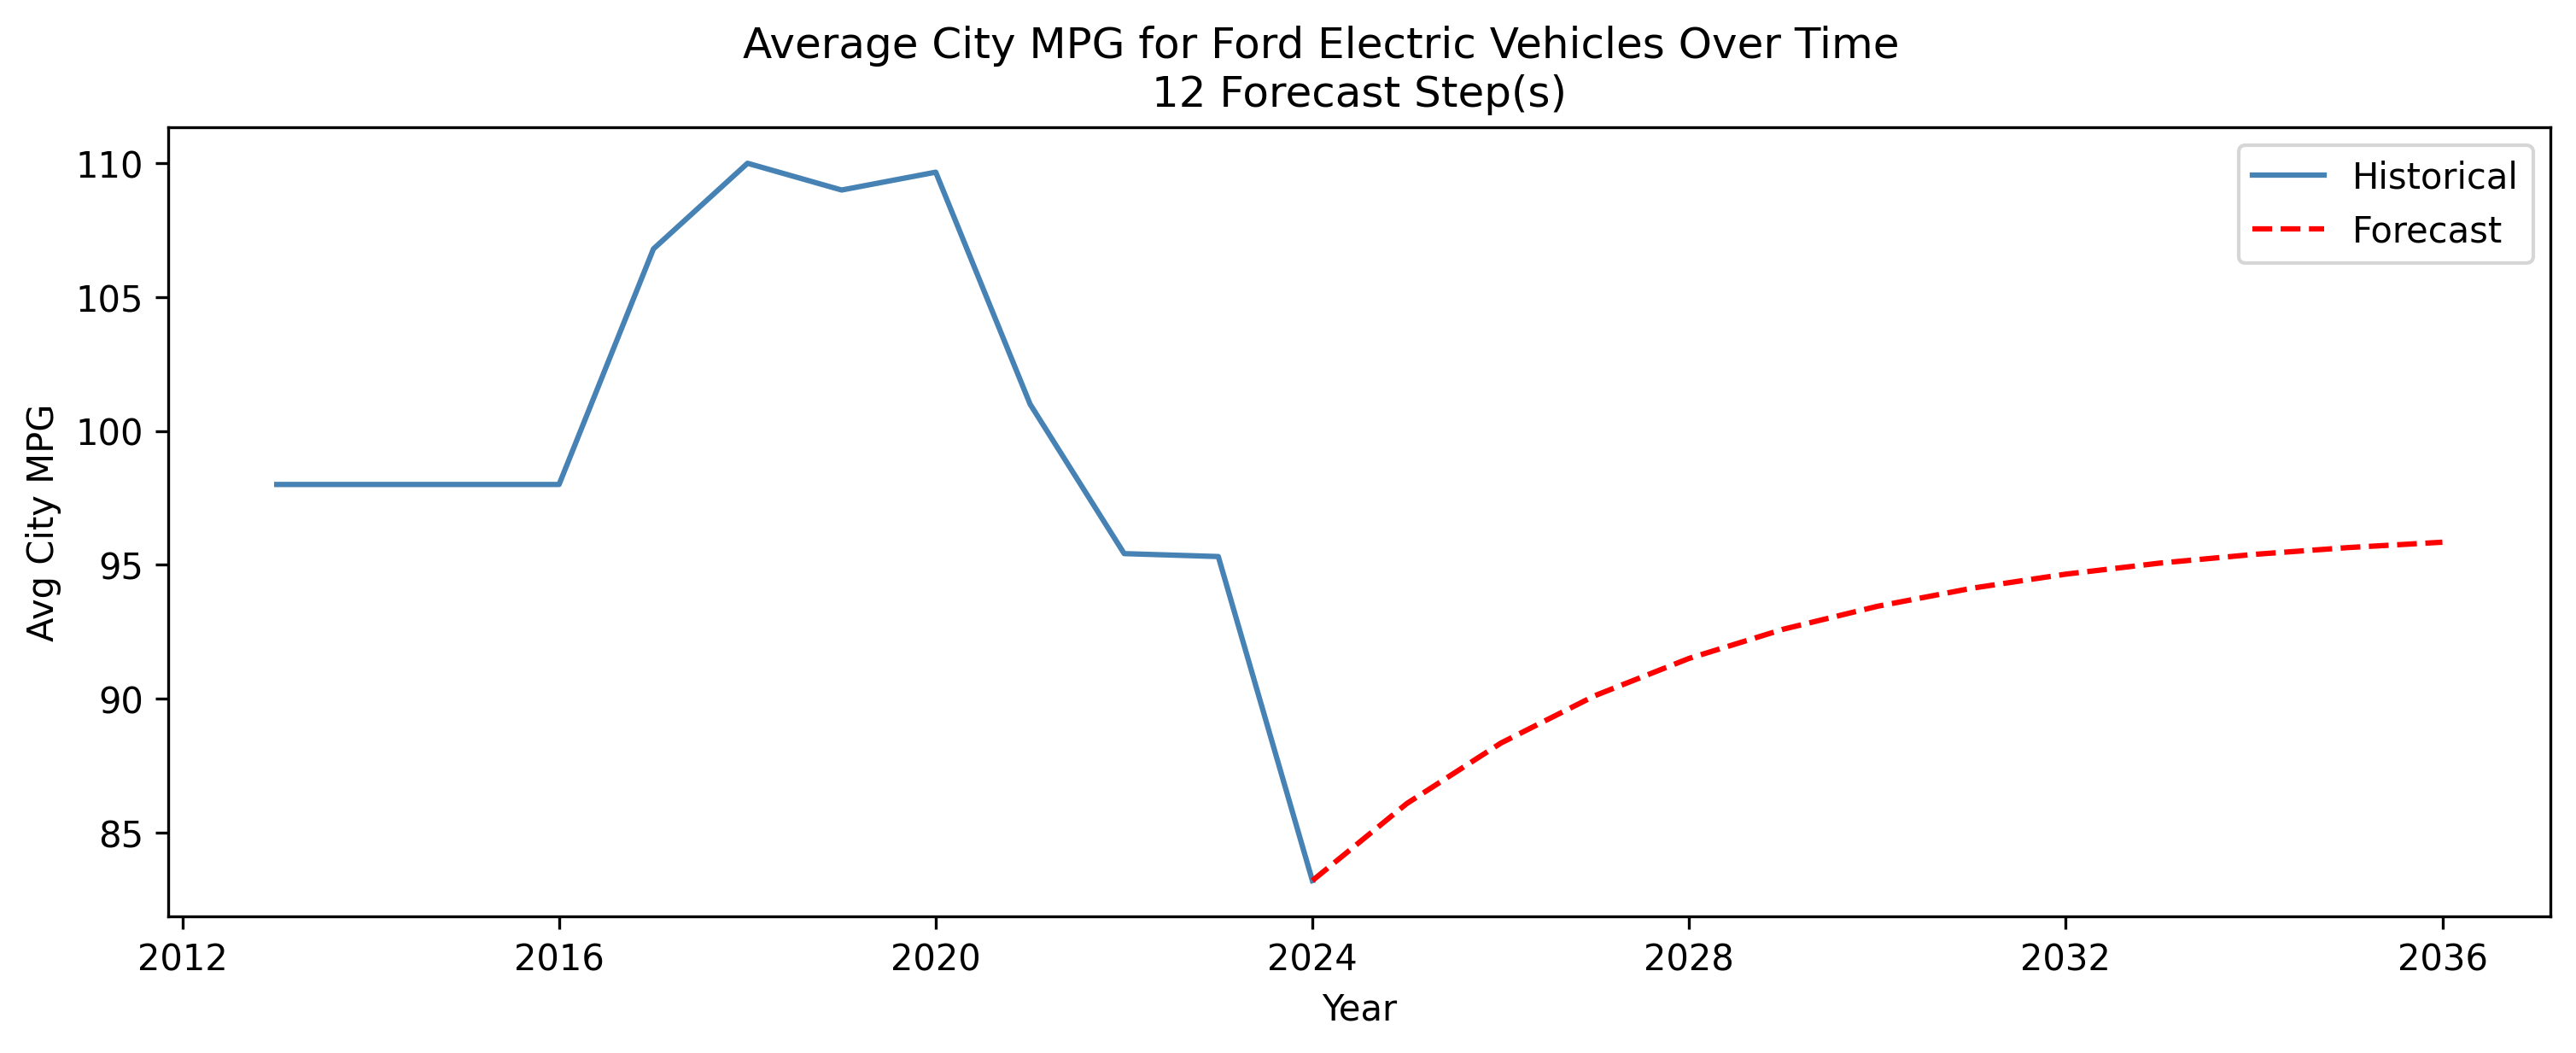 Average City MPG for Ford Electric Vehicles Over Time
12 Forecast Step(s)
Historical
Forecast
Avg City MPG
110
105
100
95
90
85
2012
2016
2020
2024
2028
2032
2036
Year